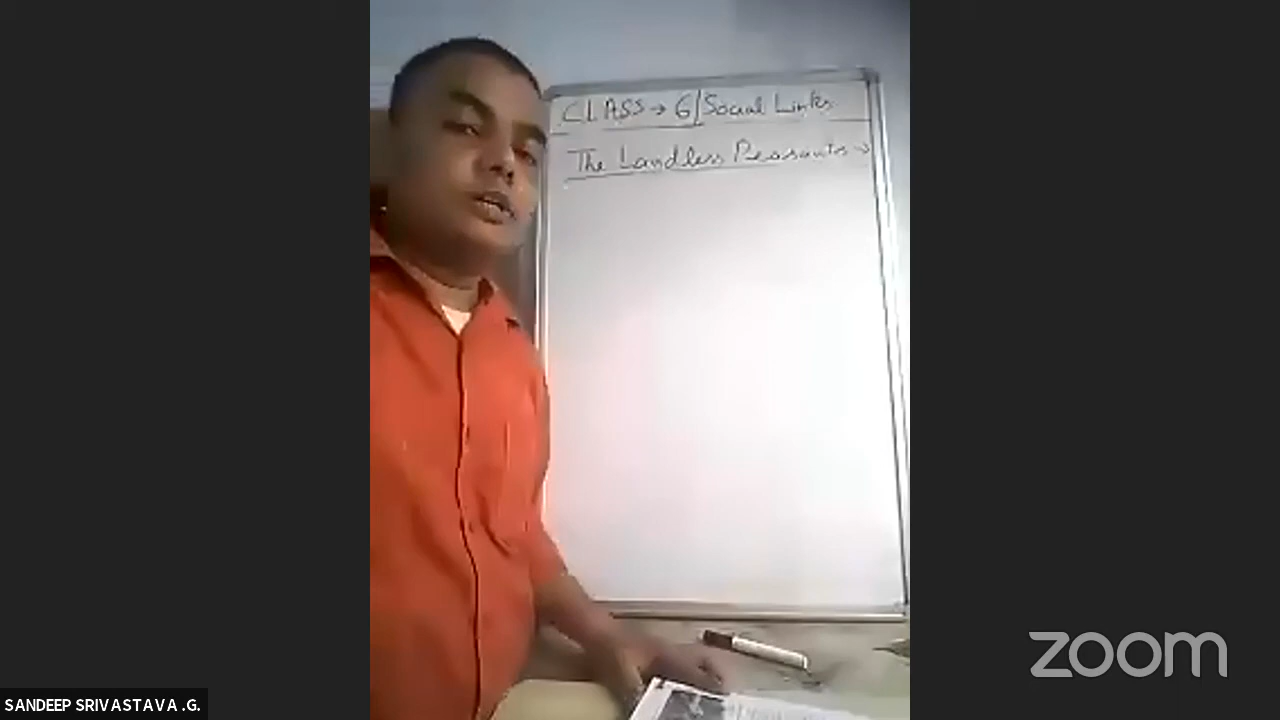 CLASS → 6/Social Links
The Landless Peasants →
zoom
SANDEEP SRIVASTAVA .G.